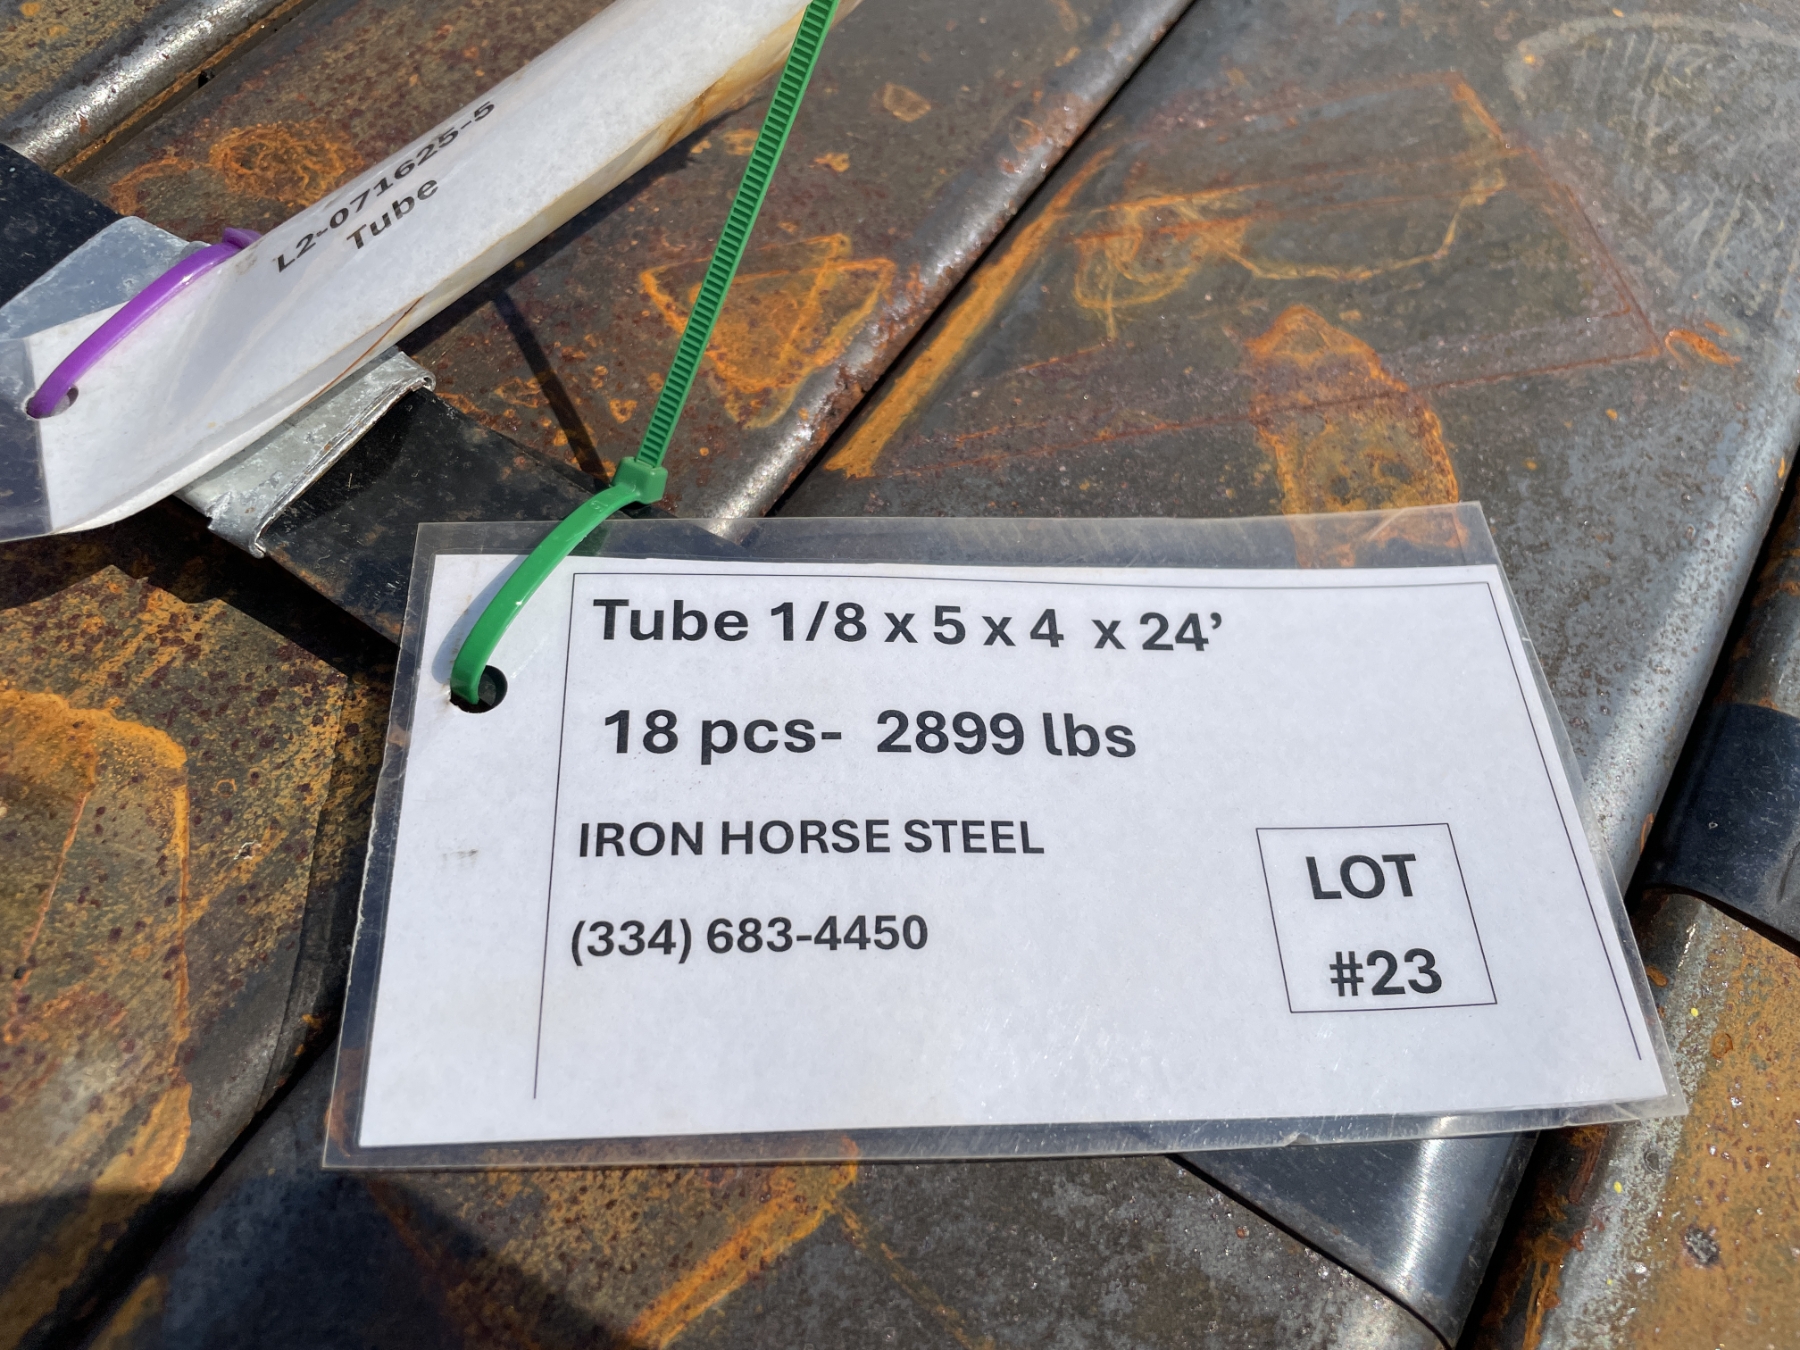 L2-071625-5
Tube
Tube 1/8 x 5 x 4 x 24’
18 pcs- 2899 lbs
IRON HORSE STEEL
(334) 683-4450
LOT
#23